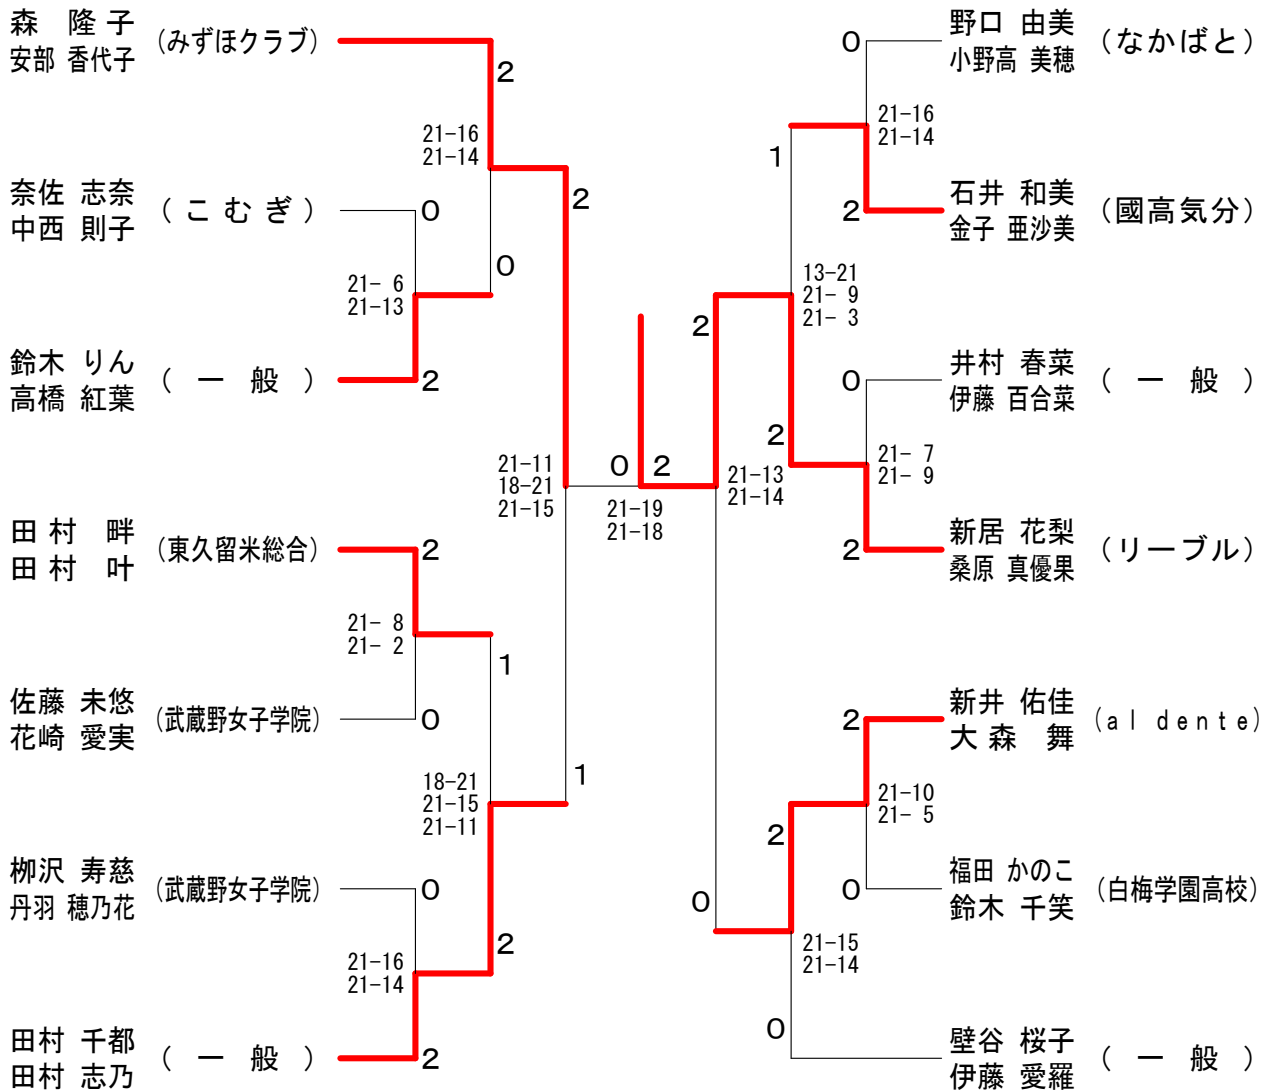 森 隆子
安部 香代子
(みずほクラブ)
2
21-16
21-14
奈佐 志奈
中西 則子
(こむぎ)
0
0
21- 6
21-13
鈴木 りん
高橋 紅葉
(一般)
2
2
21-11
18-21
21-15
田村 畔
田村 叶
(東久留米総合)
2
21- 8
21- 2
1
佐藤 未悠
花崎 愛実
(武蔵野女子学院)
0
18-21
21-15
21-11
1
栁沢 寿慈
丹羽 穂乃花
(武蔵野女子学院)
0
2
21-16
21-14
田村 千都
田村 志乃
(一般)
2
0
2
21-19
21-18
0
野口 由美
小野高 美穂
(なかばと)
21-16
21-14
1
2
石井 和美
金子 亜沙美
(國高気分)
13-21
21- 9
21- 3
2
0
井村 春菜
伊藤 百合菜
(一般)
2
21- 7
21- 9
21-13
21-14
2
新居 花梨
桑原 真優果
(リーブル)
2
新井 佑佳
大森 舞
(al dente)
21-10
21- 5
2
0
福田 かのこ
鈴木 千笑
(白梅学園高校)
0
21-15
21-14
0
壁谷 桜子
伊藤 愛羅
(一般)